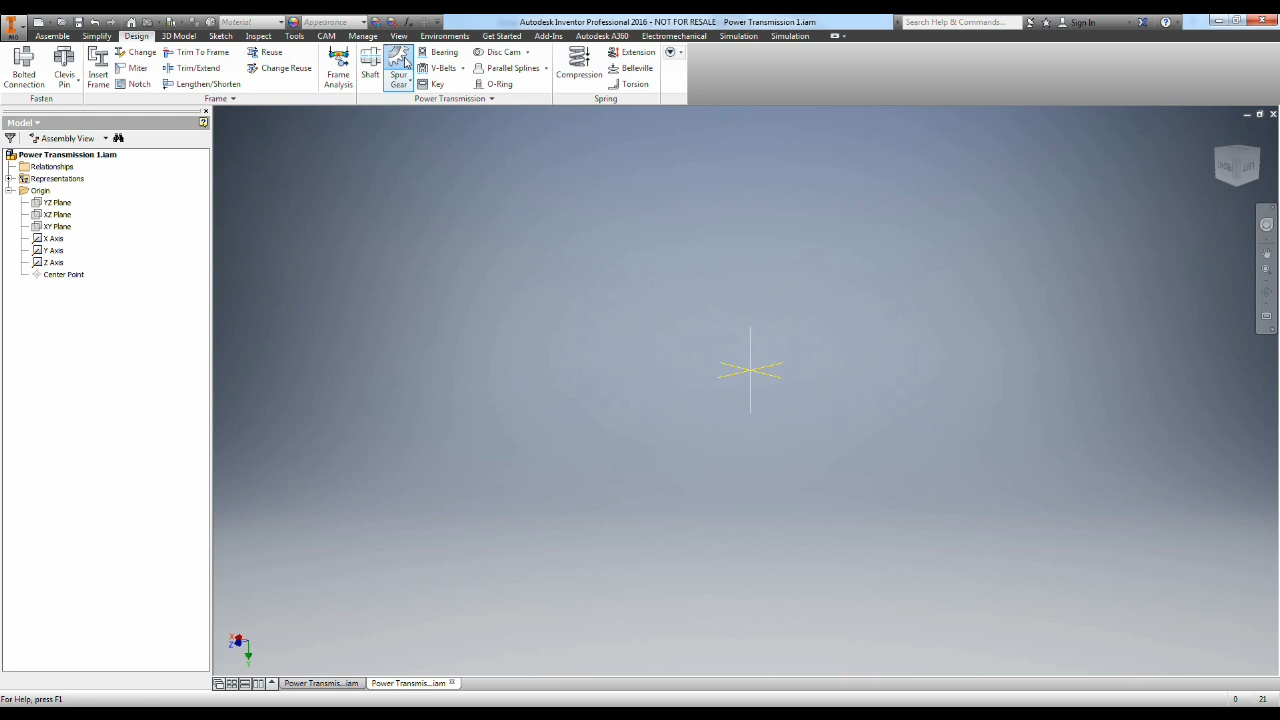 Material
Appearance
Autodesk Inventor Professional 2016 - NOT FOR RESALE Power Transmission 1.iam
Search Help & Commands...
Sign In
PRO
Assemble Simplify Design 3D Model Sketch Inspect Tools CAM Manage View Environments Get Started Add-Ins Autodesk A360 Electromechanical Simulation Simulation
Bolted Connection
Clevis Pin
Insert Frame
Change
Miter
Notch
Trim To Frame
Trim/Extend
Lengthen/Shorten
Reuse
Change Reuse
Frame Analysis
Shaft
Spur Gear
Bearing
V-Belts
Key
Disc Cam
Parallel Splines
O-Ring
Compression
Extension
Belleville
Torsion
Fasten
Frame
Power Transmission
Spring
Model
Assembly View
Power Transmission 1.iam
Relationships
Representations
Origin
YZ Plane
XZ Plane
XY Plane
X Axis
Y Axis
Z Axis
Center Point
FRONT
LEFT
X
Z
Y
Power Transmis...iam
Power Transmis...iam
For Help, press F1
0
21